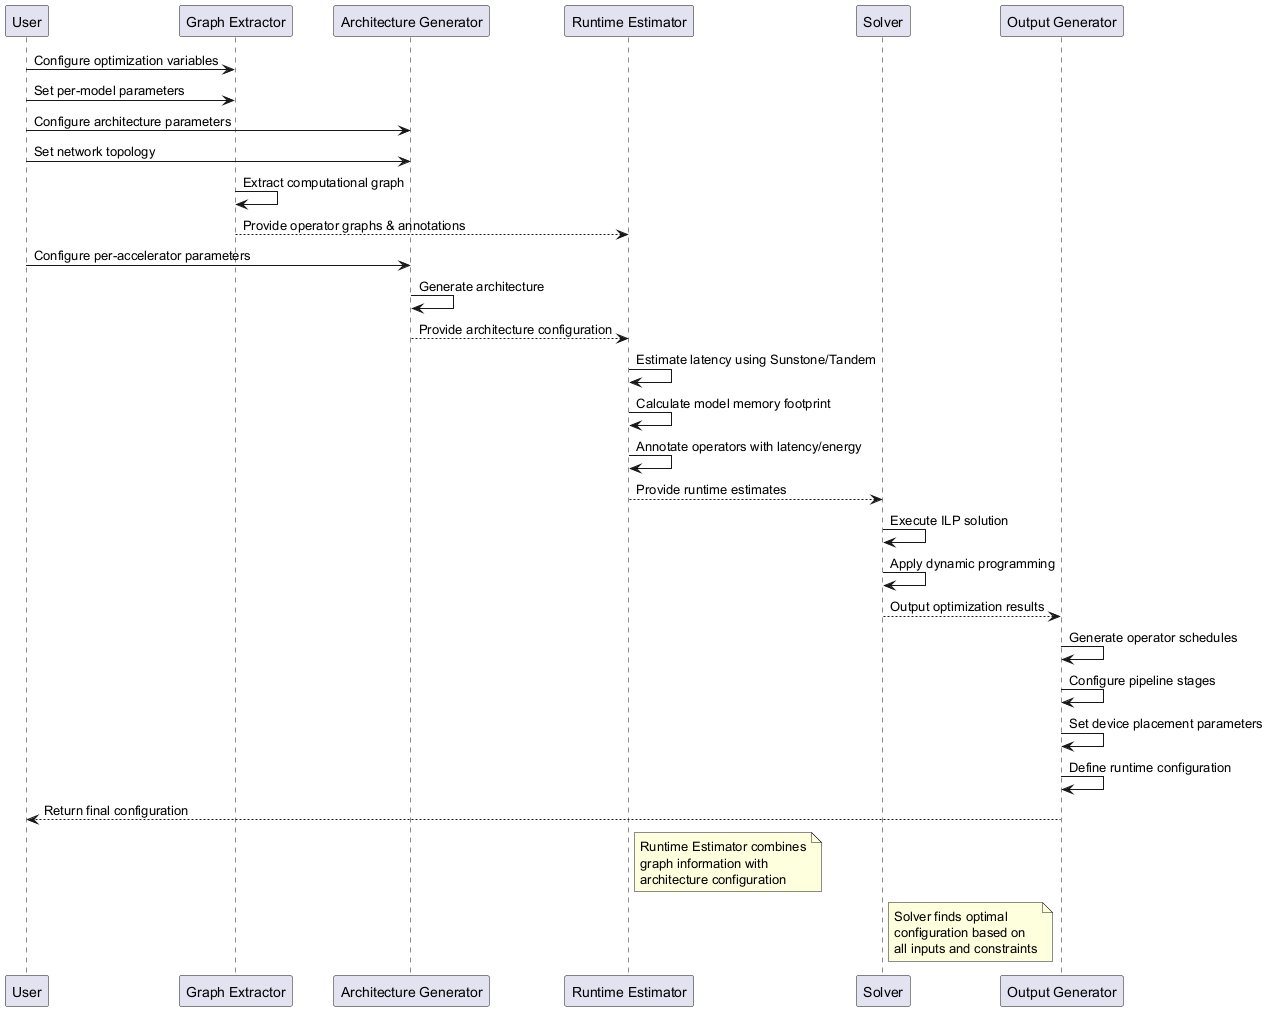 User
Graph Extractor
Architecture Generator
Runtime Estimator
Solver
Output Generator
Configure optimization variables
Set per-model parameters
Configure architecture parameters
Set network topology
Extract computational graph
Provide operator graphs & annotations
Configure per-accelerator parameters
Generate architecture
Provide architecture configuration
Estimate latency using Sunstone/Tandem
Calculate model memory footprint
Annotate operators with latency/energy
Provide runtime estimates
Execute ILP solution
Apply dynamic programming
Output optimization results
Generate operator schedules
Configure pipeline stages
Set device placement parameters
Define runtime configuration
Return final configuration
Runtime Estimator combines
graph information with
architecture configuration
Solver finds optimal
configuration based on
all inputs and constraints
User
Graph Extractor
Architecture Generator
Runtime Estimator
Solver
Output Generator